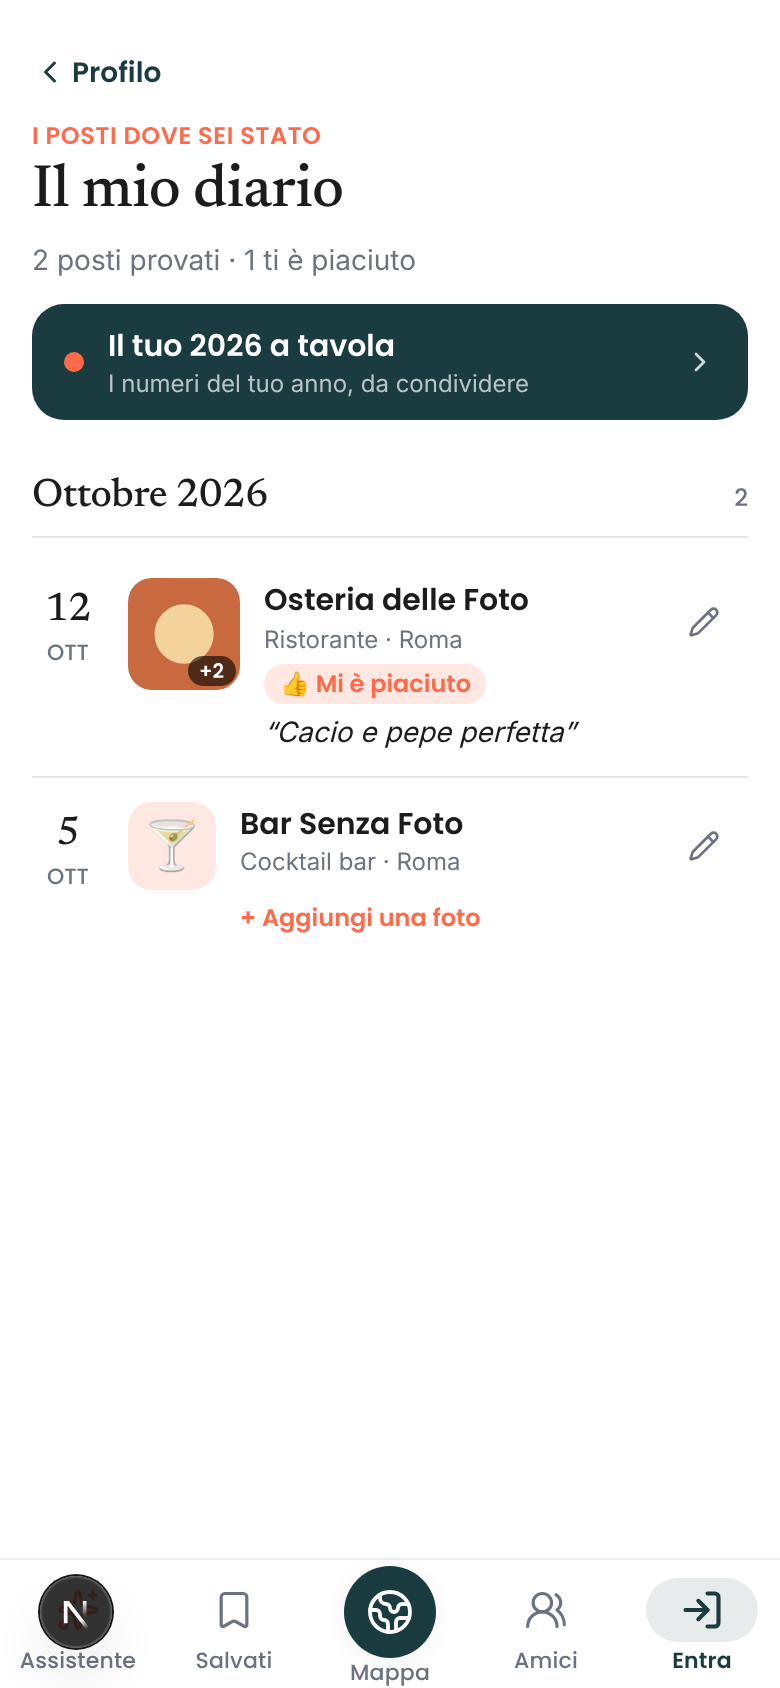 Profilo
I POSTI DOVE SEI STATO
Il mio diario
2 posti provati · 1 ti è piaciuto
Il tuo 2026 a tavola
I numeri del tuo anno, da condividere
Ottobre 2026
2
12
OTT
+2
Osteria delle Foto
Ristorante · Roma
👍 Mi è piaciuto
“Cacio e pepe perfetta”
5
OTT
Bar Senza Foto
Cocktail bar · Roma
+ Aggiungi una foto
N
Assistente
Salvati
Mappa
Amici
Entra